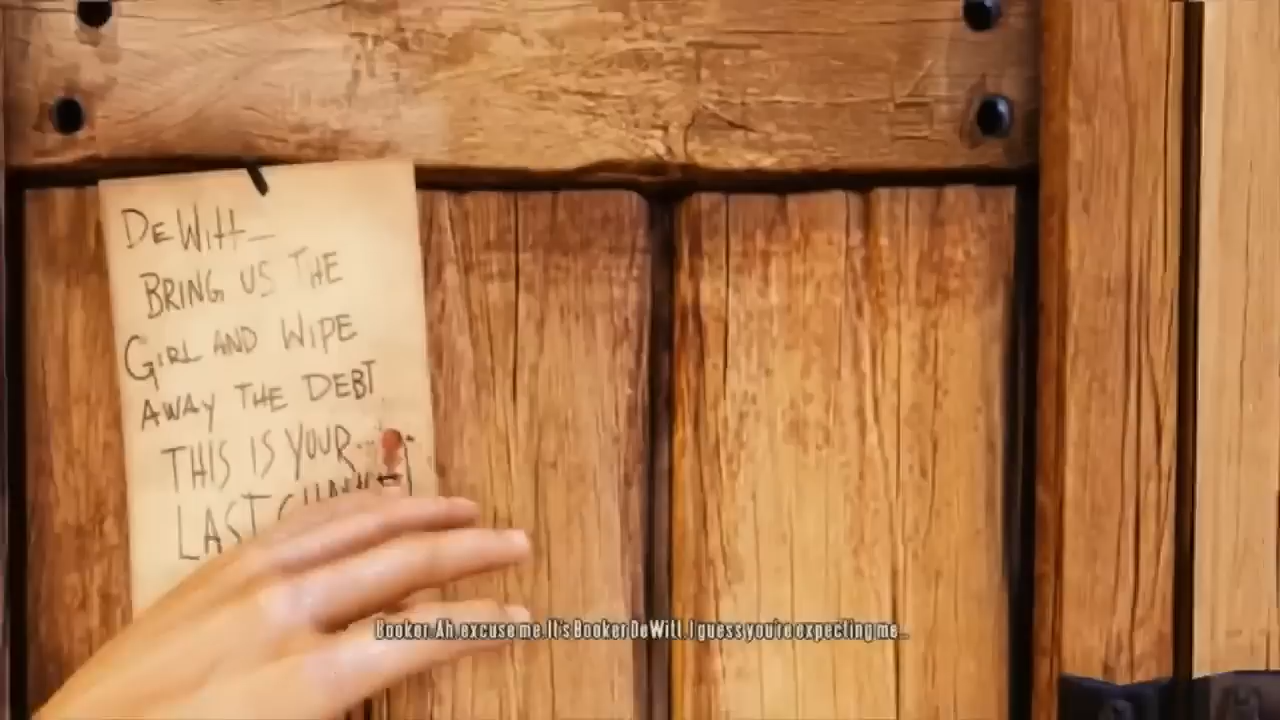 DeWitt—
BRING US THE
GIRL AND WIPE
AWAY THE DEBT
THIS IS YOUR
LAST
Booker: Ah, excuse me. It's Booker DeWitt. I guess you're expecting me...